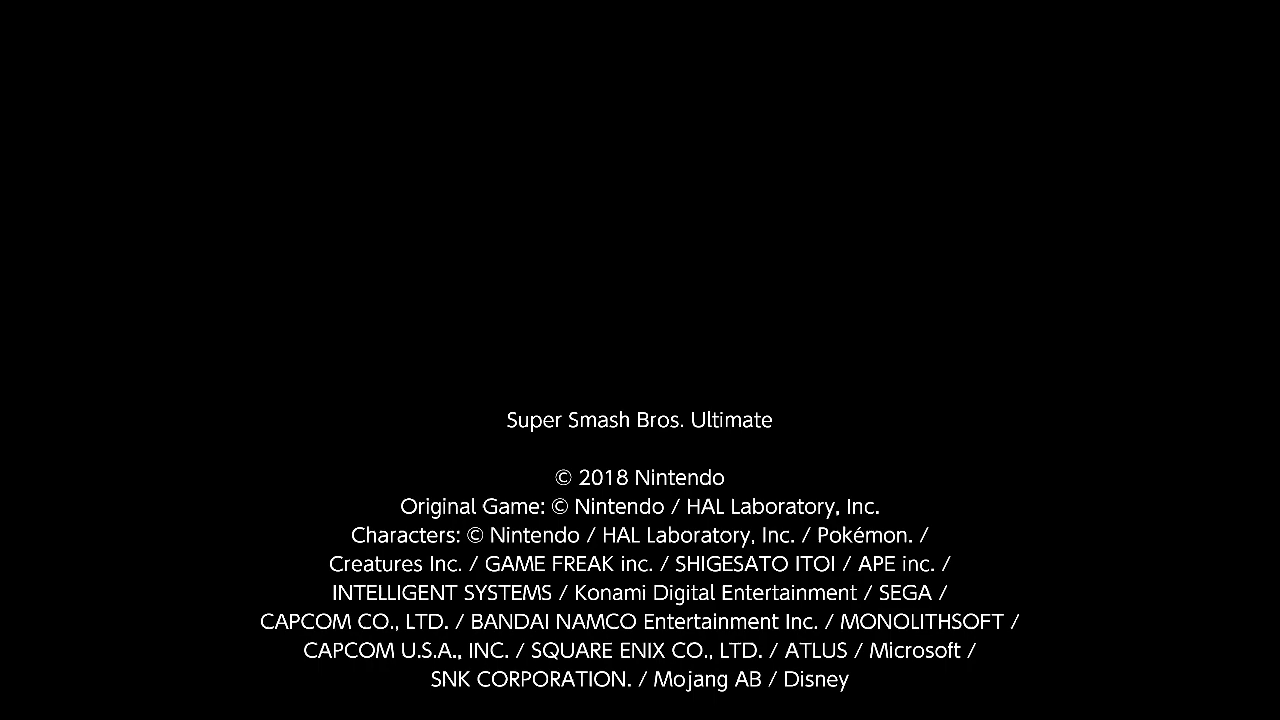 Super Smash Bros. Ultimate
© 2018 Nintendo
Original Game: © Nintendo / HAL Laboratory, Inc.
Characters: © Nintendo / HAL Laboratory, Inc. / Pokémon. /
Creatures Inc. / GAME FREAK inc. / SHIGESATO ITOI / APE inc. /
INTELLIGENT SYSTEMS / Konami Digital Entertainment / SEGA /
CAPCOM CO., LTD. / BANDAI NAMCO Entertainment Inc. / MONOLITHSOFT /
CAPCOM U.S.A., INC. / SQUARE ENIX CO., LTD. / ATLUS / Microsoft /
SNK CORPORATION. / Mojang AB / Disney